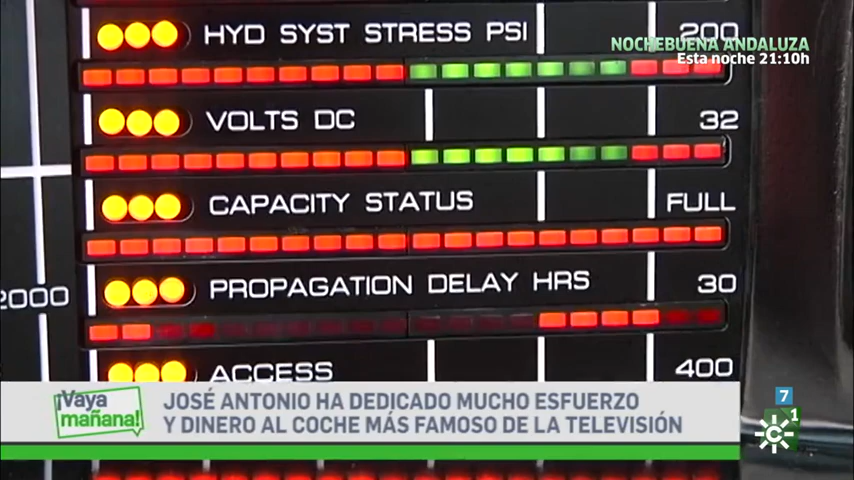 HYD SYST STRESS PSI
200
NOCHEBUENA ANDALUZA
Esta noche 21:10h
VOLTS DC
32
CAPACITY STATUS
FULL
PROPAGATION DELAY HRS
30
2000
ACCESS
400
¡Vaya
mañana!
JOSÉ ANTONIO HA DEDICADO MUCHO ESFUERZO
Y DINERO AL COCHE MÁS FAMOSO DE LA TELEVISIÓN
7
1